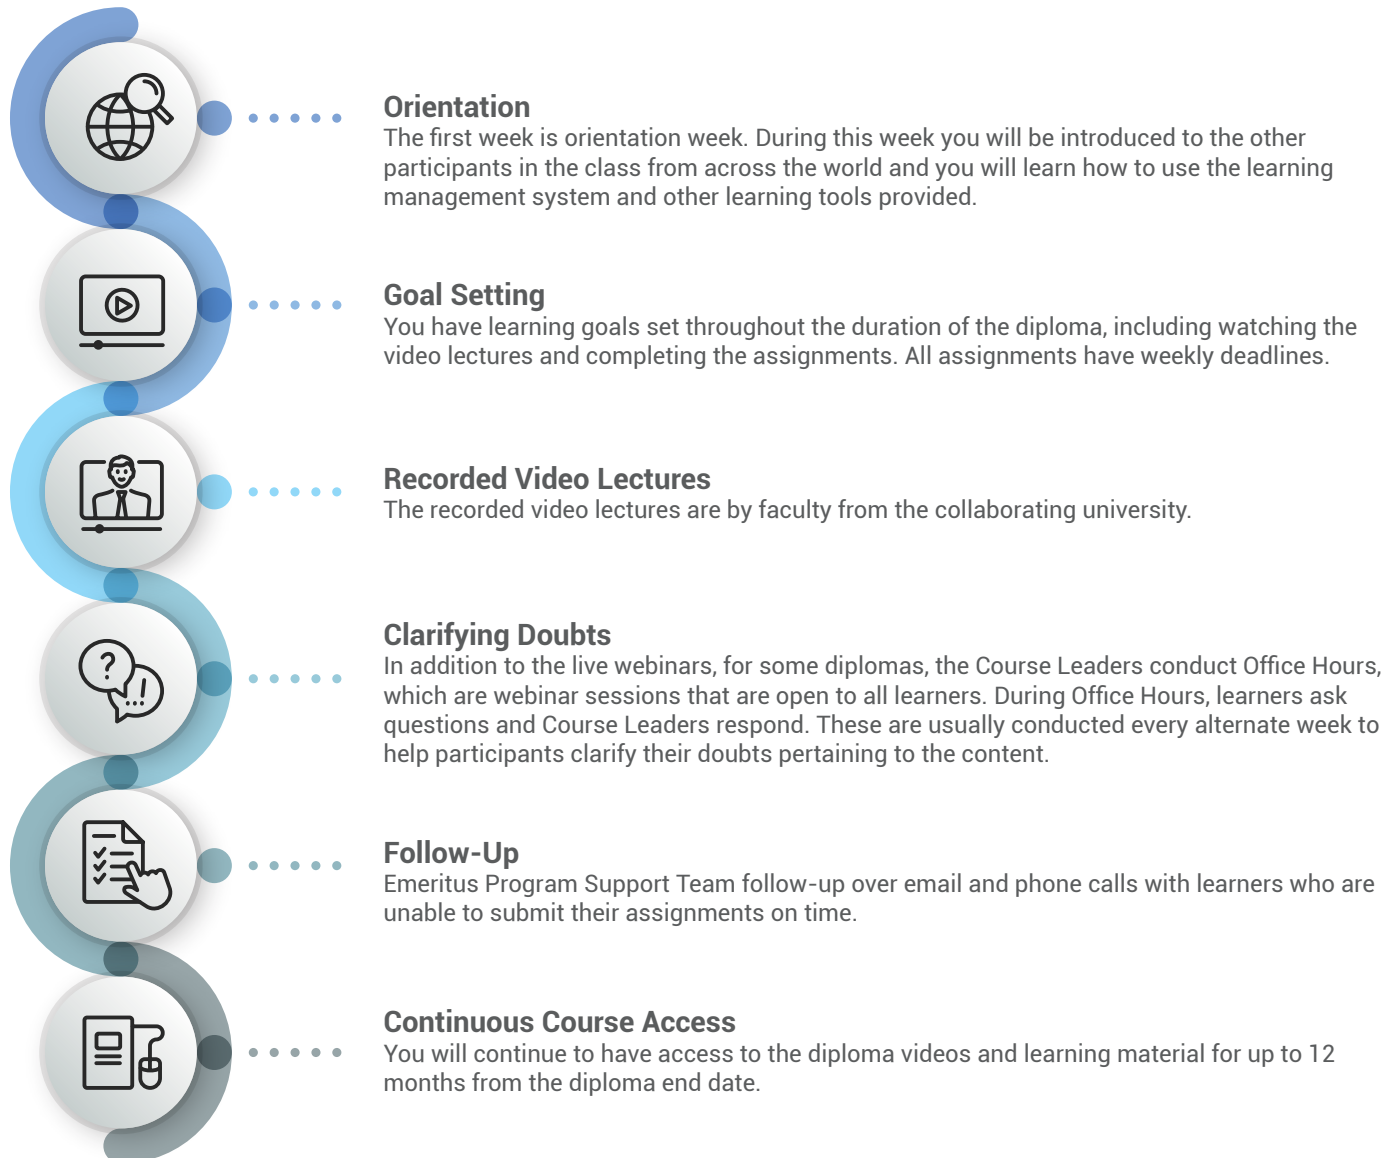 Orientation
The first week is orientation week. During this week you will be introduced to the other
participants in the class from across the world and you will learn how to use the learning
management system and other learning tools provided.
Goal Setting
You have learning goals set throughout the duration of the diploma, including watching the
video lectures and completing the assignments. All assignments have weekly deadlines.
Recorded Video Lectures
The recorded video lectures are by faculty from the collaborating university.
Clarifying Doubts
In addition to the live webinars, for some diplomas, the Course Leaders conduct Office Hours,
which are webinar sessions that are open to all learners. During Office Hours, learners ask
questions and Course Leaders respond. These are usually conducted every alternate week to
help participants clarify their doubts pertaining to the content.
Follow-Up
Emeritus Program Support Team follow-up over email and phone calls with learners who are
unable to submit their assignments on time.
Continuous Course Access
You will continue to have access to the diploma videos and learning material for up to 12
months from the diploma end date.